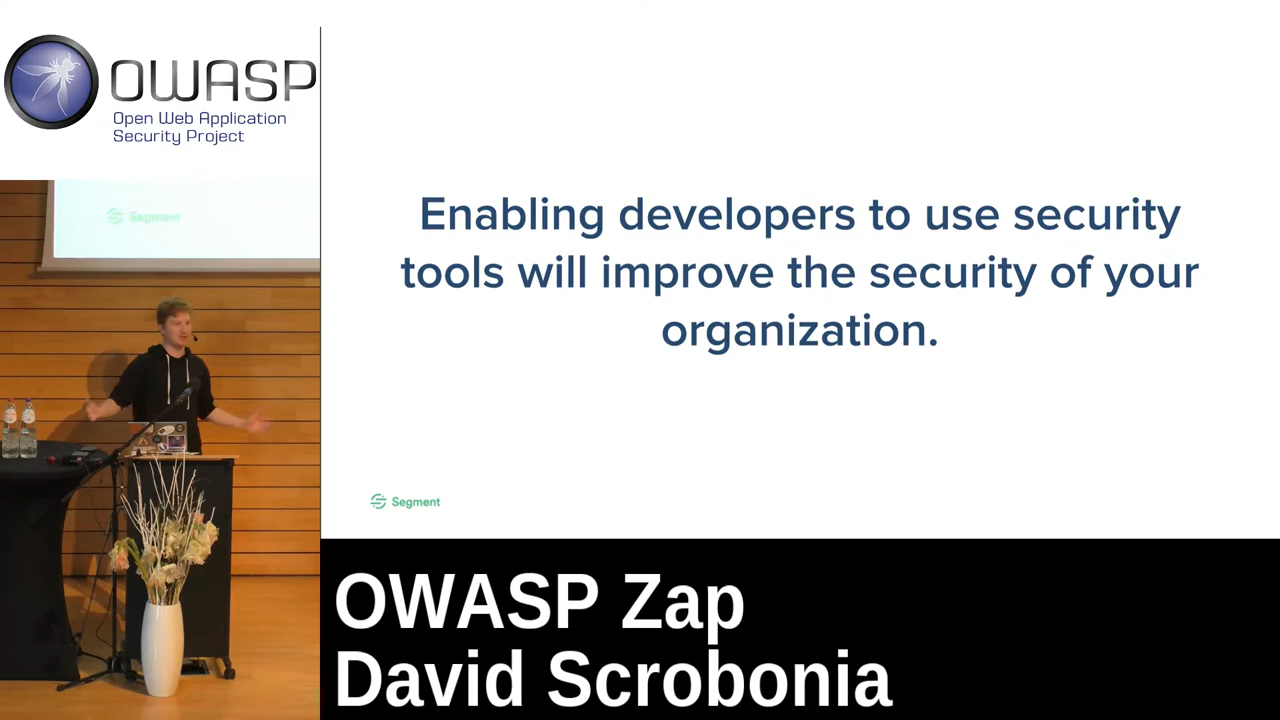 OWASP
Open Web Application
Security Project
Segment
Enabling developers to use security
tools will improve the security of your
organization.
Segment
OWASP Zap
David Scrobonia